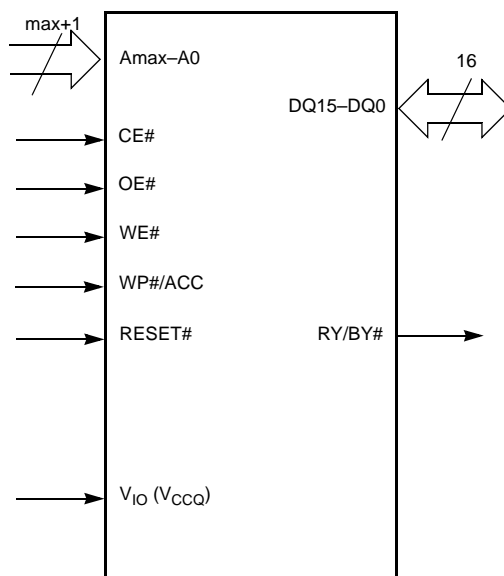 max+1
Amax–A0
16
DQ15–DQ0
CE#
OE#
WE#
WP#/ACC
RESET#
RY/BY#
VIO (VCCQ)